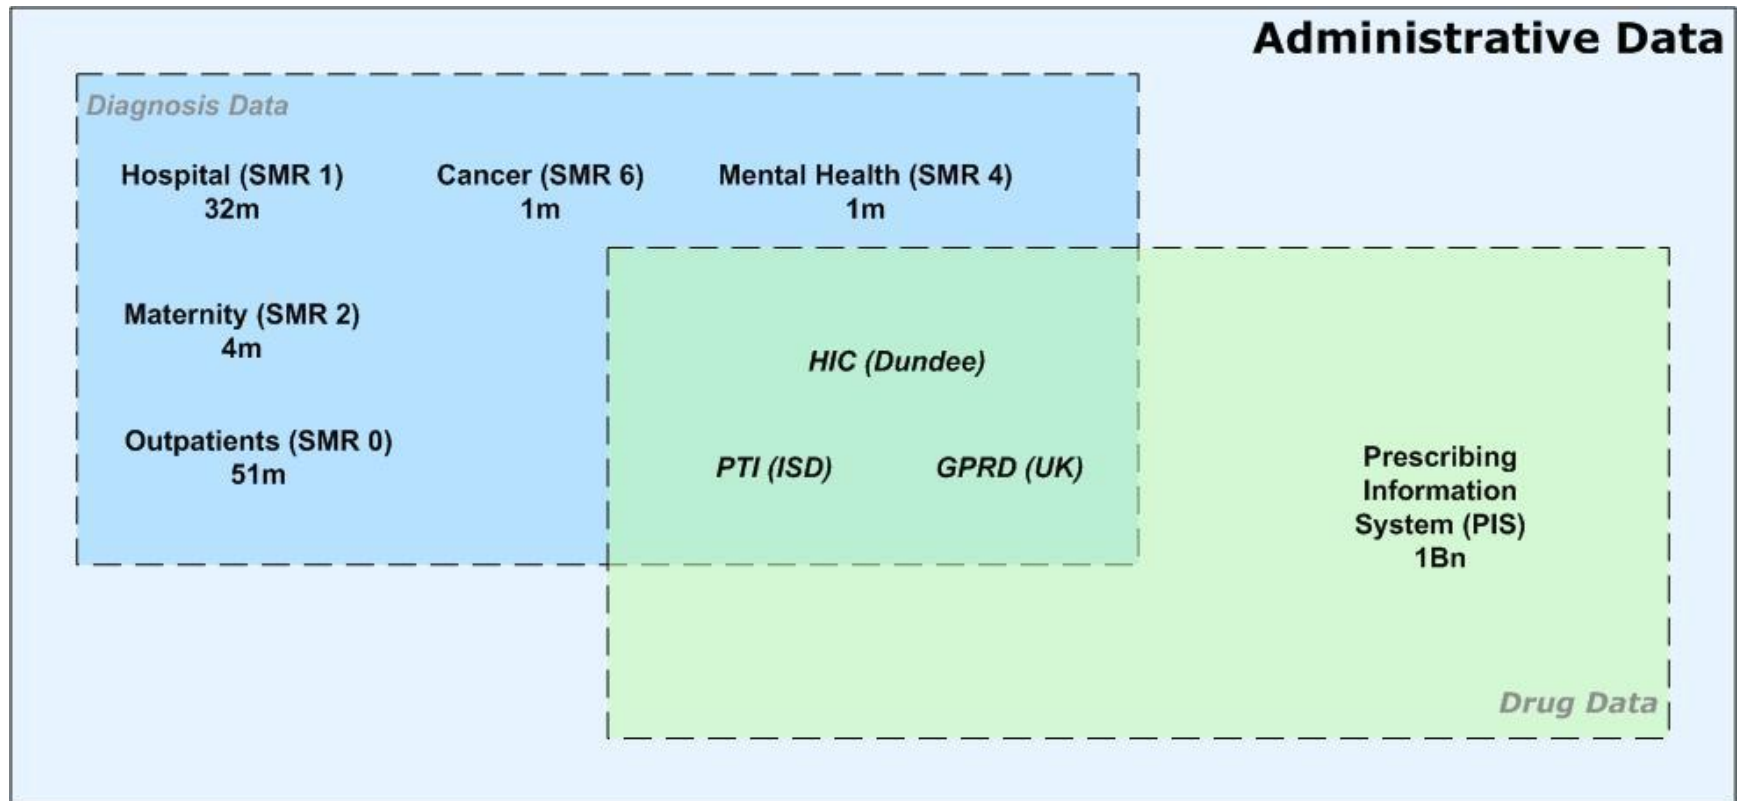 Administrative Data
Diagnosis Data
Hospital (SMR 1)
32m
Cancer (SMR 6)
1m
Mental Health (SMR 4)
1m
Maternity (SMR 2)
4m
Outpatients (SMR 0)
51m
HIC (Dundee)
PTI (ISD)
GPRD (UK)
Prescribing
Information
System (PIS)
1Bn
Drug Data